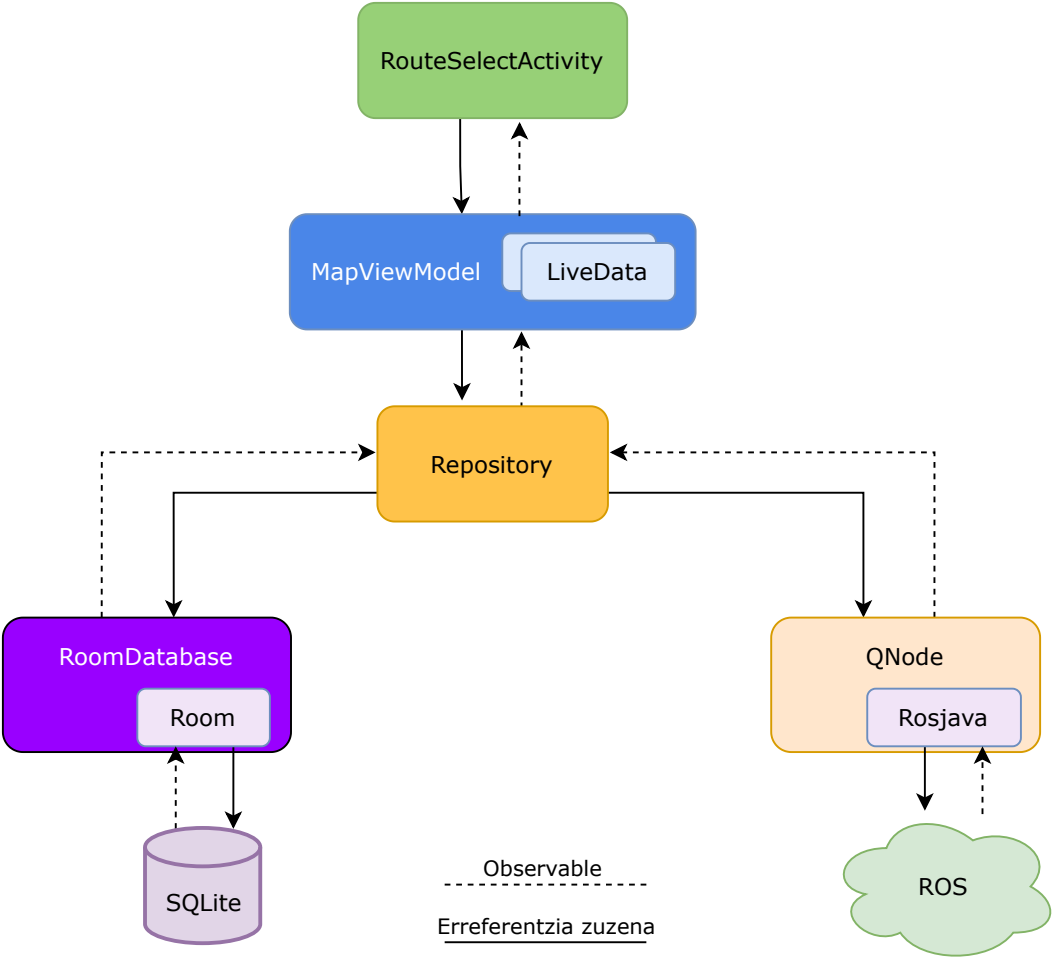 RouteSelectActivity
MapViewModel
LiveData
Repository
RoomDatabase
Room
QNode
Rosjava
SQLite
ROS
Observable
Erreferentzia zuzena